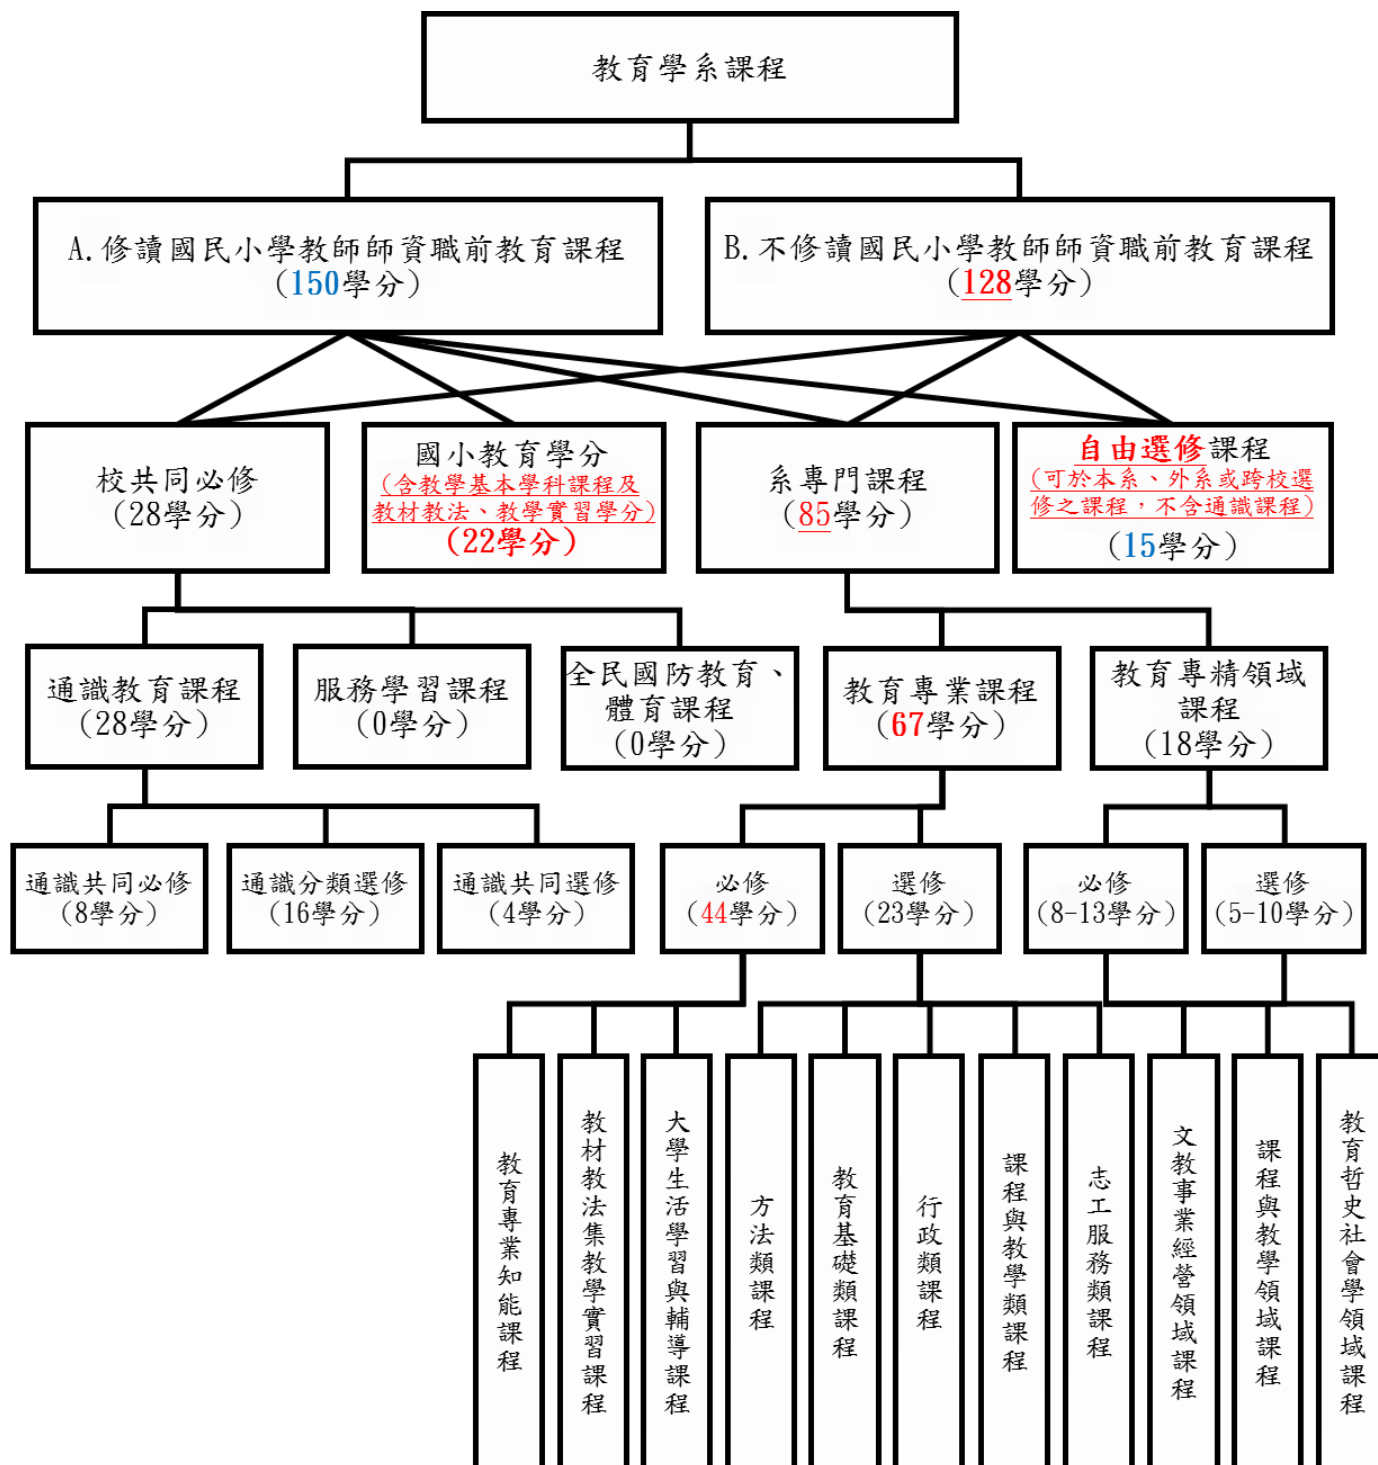 教育學系課程
A.修讀國民小學教師師資職前教育課程
(150學分)
B.不修讀國民小學教師師資職前教育課程
(128學分)
校共同必修
(28學分)
國小教育學分
(含教學基本學科課程及
教材教法、教學實習學分)
(22學分)
系專門課程
(85學分)
自由選修課程
(可於本系、外系或跨校選
修之課程，不含通識課程)
(15學分)
通識教育課程
(28學分)
服務學習課程
(0學分)
全民國防教育、
體育課程
(0學分)
教育專業課程
(67學分)
教育專精領域
課程
(18學分)
通識共同必修
(8學分)
通識分類選修
(16學分)
通識共同選修
(4學分)
必修
(44學分)
選修
(23學分)
必修
(8-13學分)
選修
(5-10學分)
教育專業知能課程
教材教法集教學實習課程
大學生活學習與輔導課程
方法類課程
教育基礎類課程
行政類課程
課程與教學類課程
志工服務類課程
文教事業經營領域課程
課程與教學領域課程
教育哲史社會學領域課程